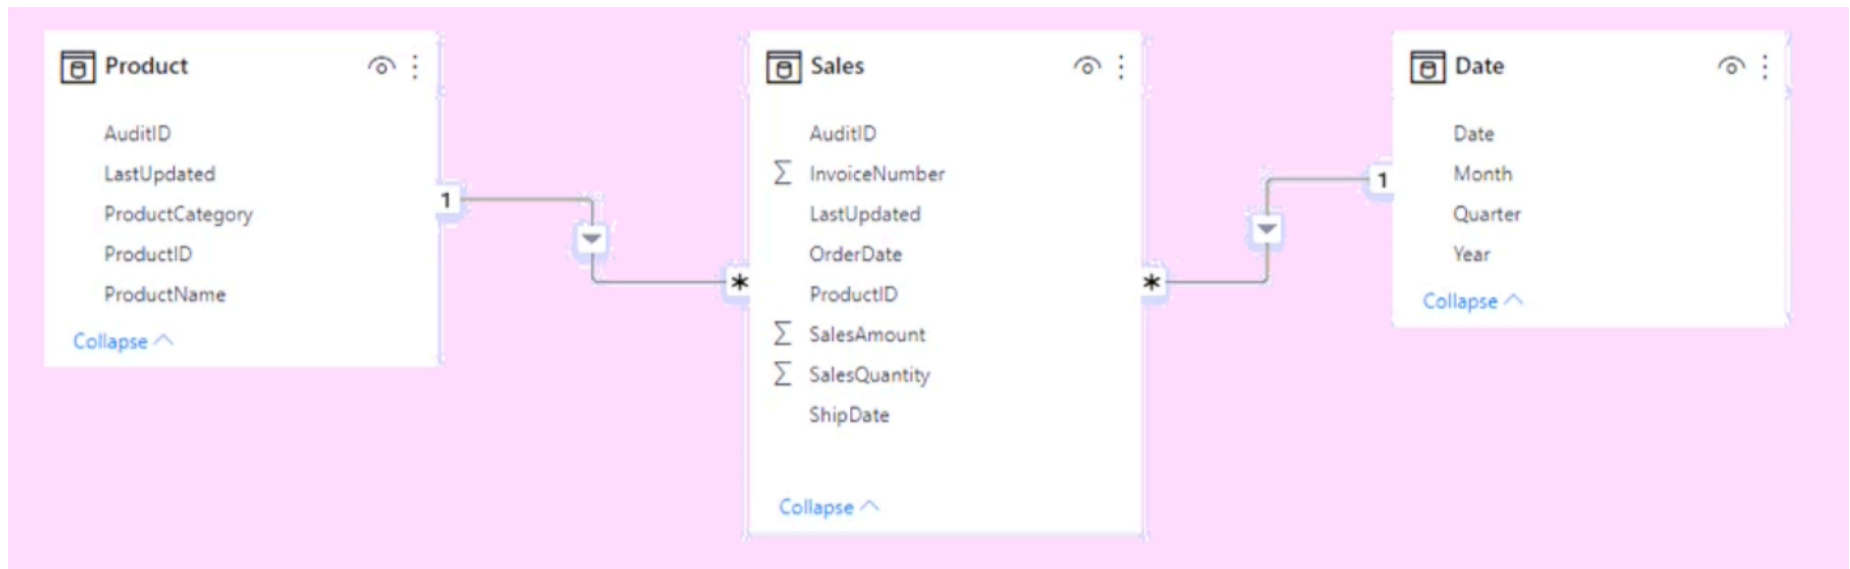 Product
AuditID
LastUpdated
ProductCategory
ProductID
ProductName
Collapse
1
*
Sales
AuditID
∑ InvoiceNumber
LastUpdated
OrderDate
ProductID
∑ SalesAmount
∑ SalesQuantity
ShipDate
Collapse
*
1
Date
Date
Month
Quarter
Year
Collapse